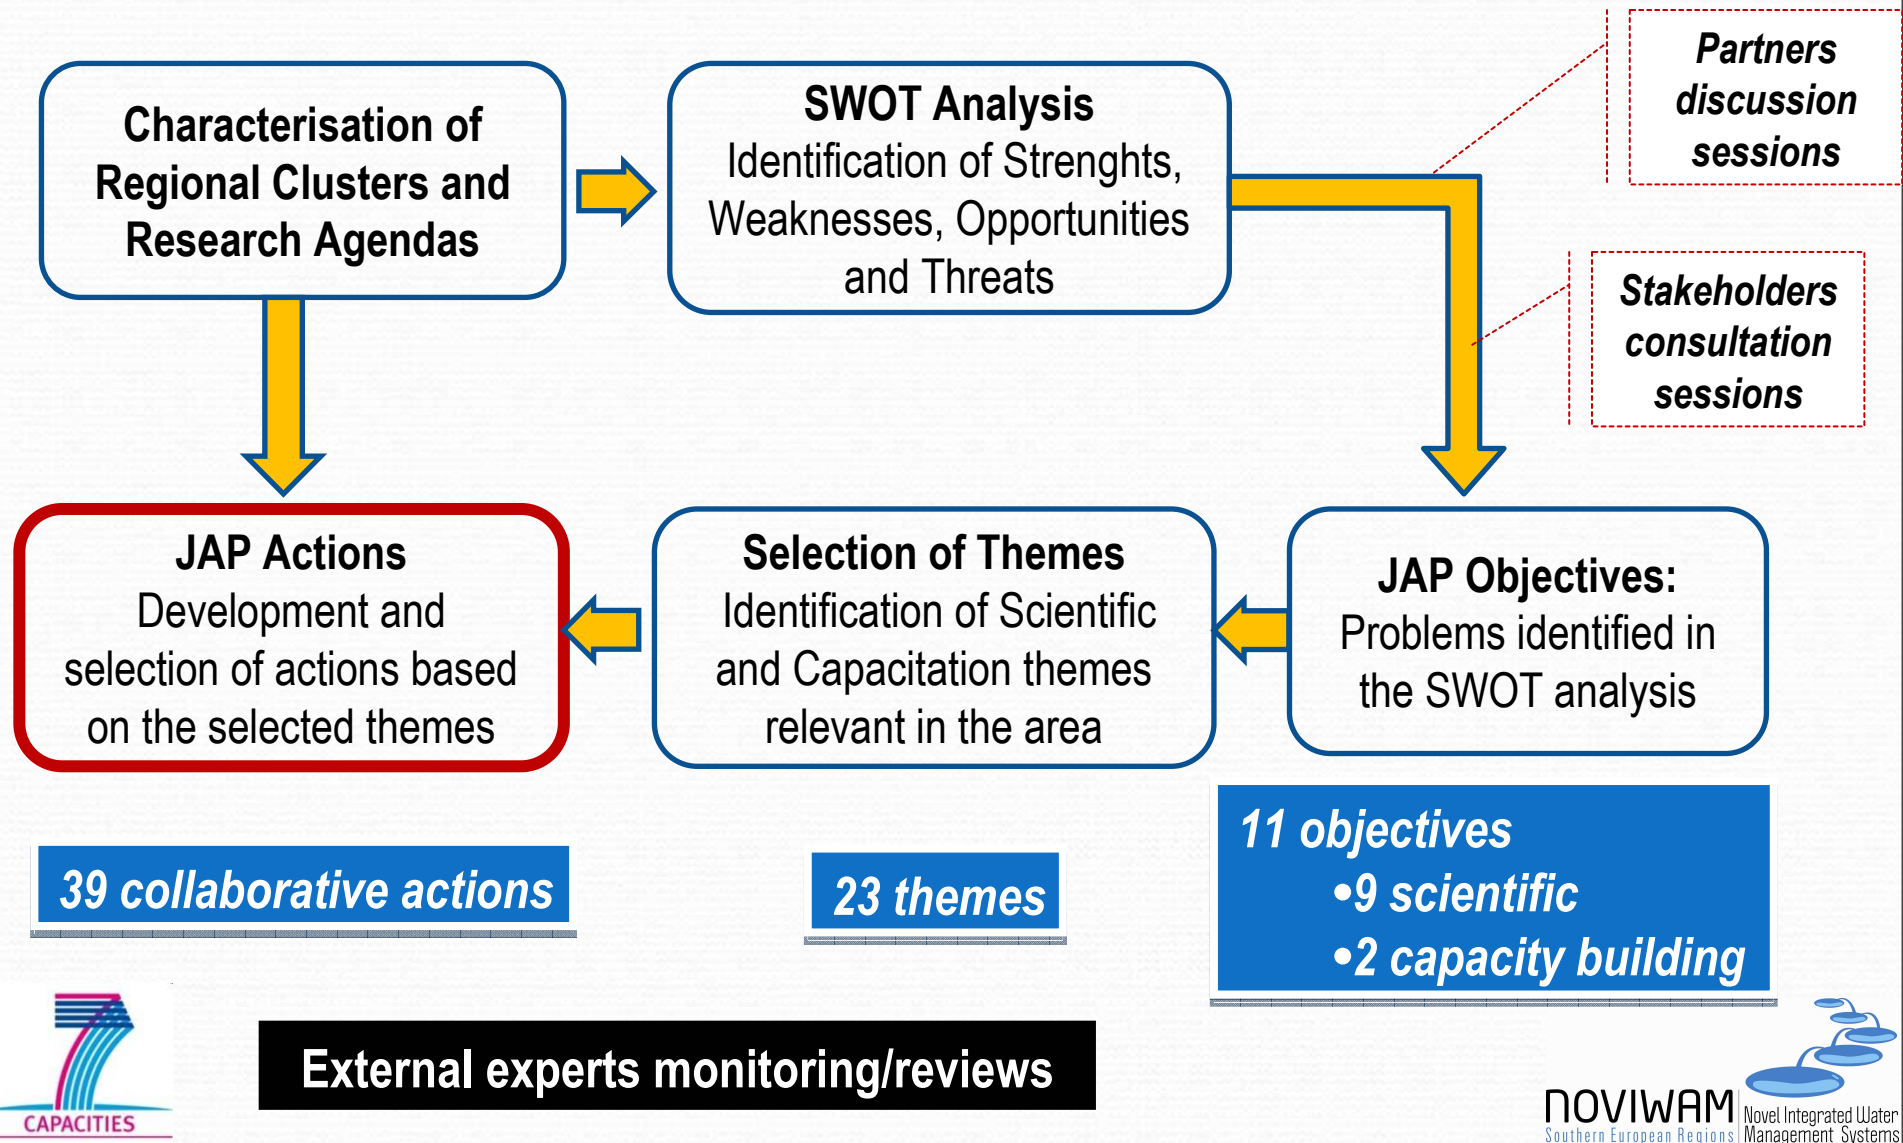 Characterisation of
Regional Clusters and
Research Agendas
SWOT Analysis
Identification of Strenghts,
Weaknesses, Opportunities
and Threats
Partners
discussion
sessions
Stakeholders
consultation
sessions
JAP Actions
Development and
selection of actions based
on the selected themes
Selection of Themes
Identification of Scientific
and Capacitation themes
relevant in the area
JAP Objectives:
Problems identified in
the SWOT analysis
39 collaborative actions
23 themes
11 objectives
•9 scientific
•2 capacity building
7
CAPACITIES
External experts monitoring/reviews
NOVIWAM
Southern European Regions
Novel Integrated Water
Management Systems